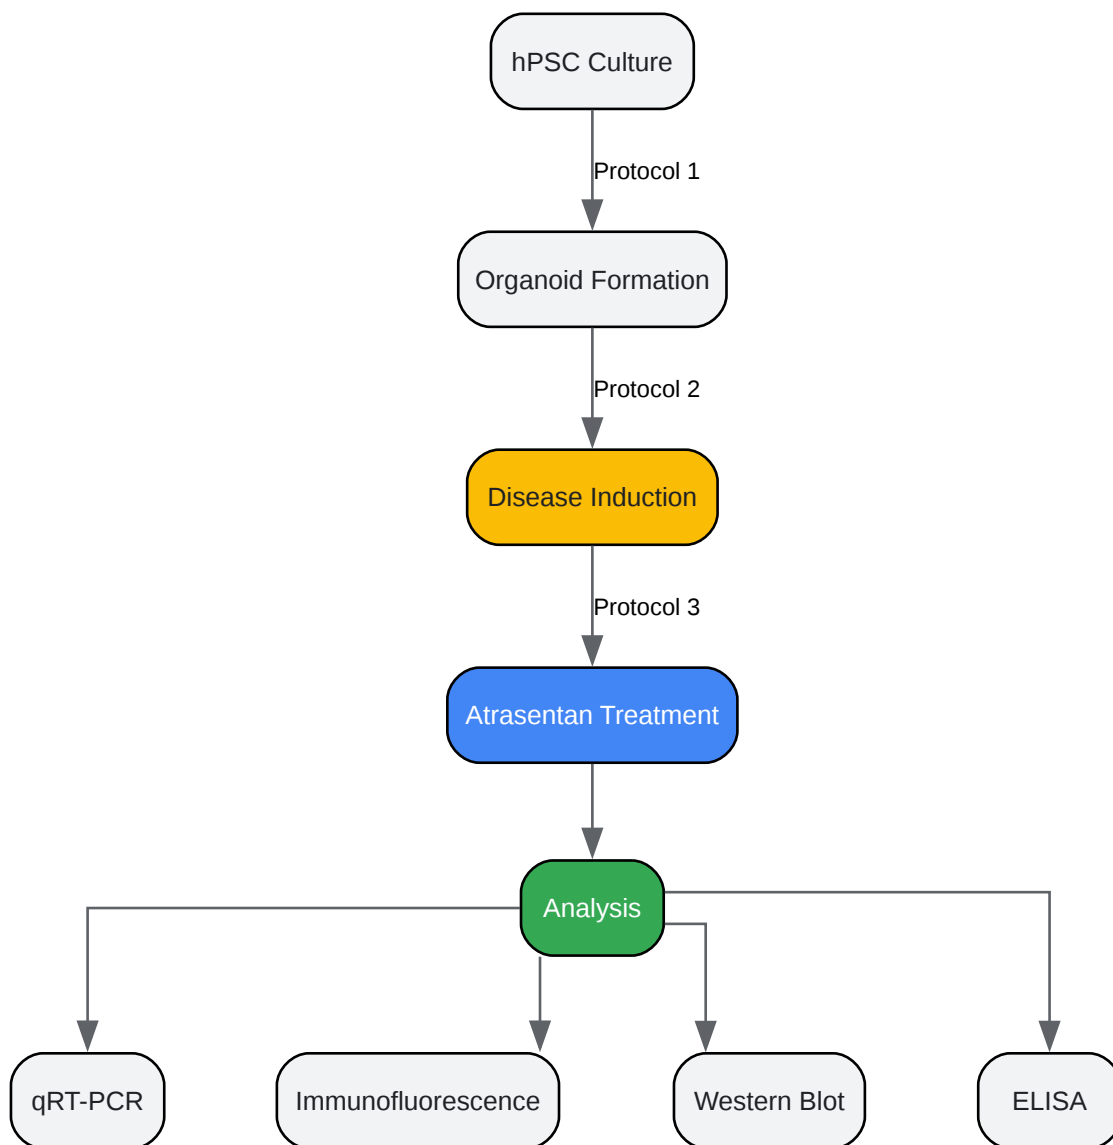 hPSC Culture
Protocol 1
Organoid Formation
Protocol 2
Disease Induction
Protocol 3
Atrasentan Treatment
Analysis
qRT-PCR
Immunofluorescence
Western Blot
ELISA